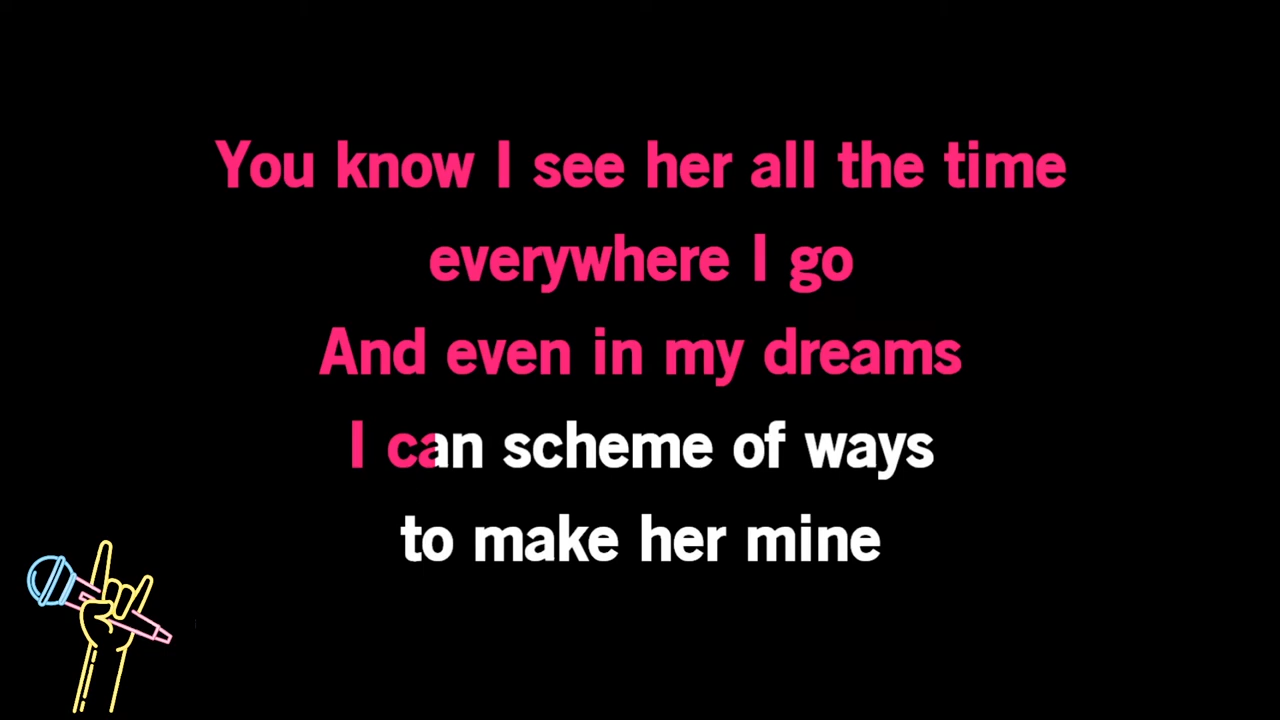 You know I see her all the time
everywhere I go
And even in my dreams
I can scheme of ways
to make her mine